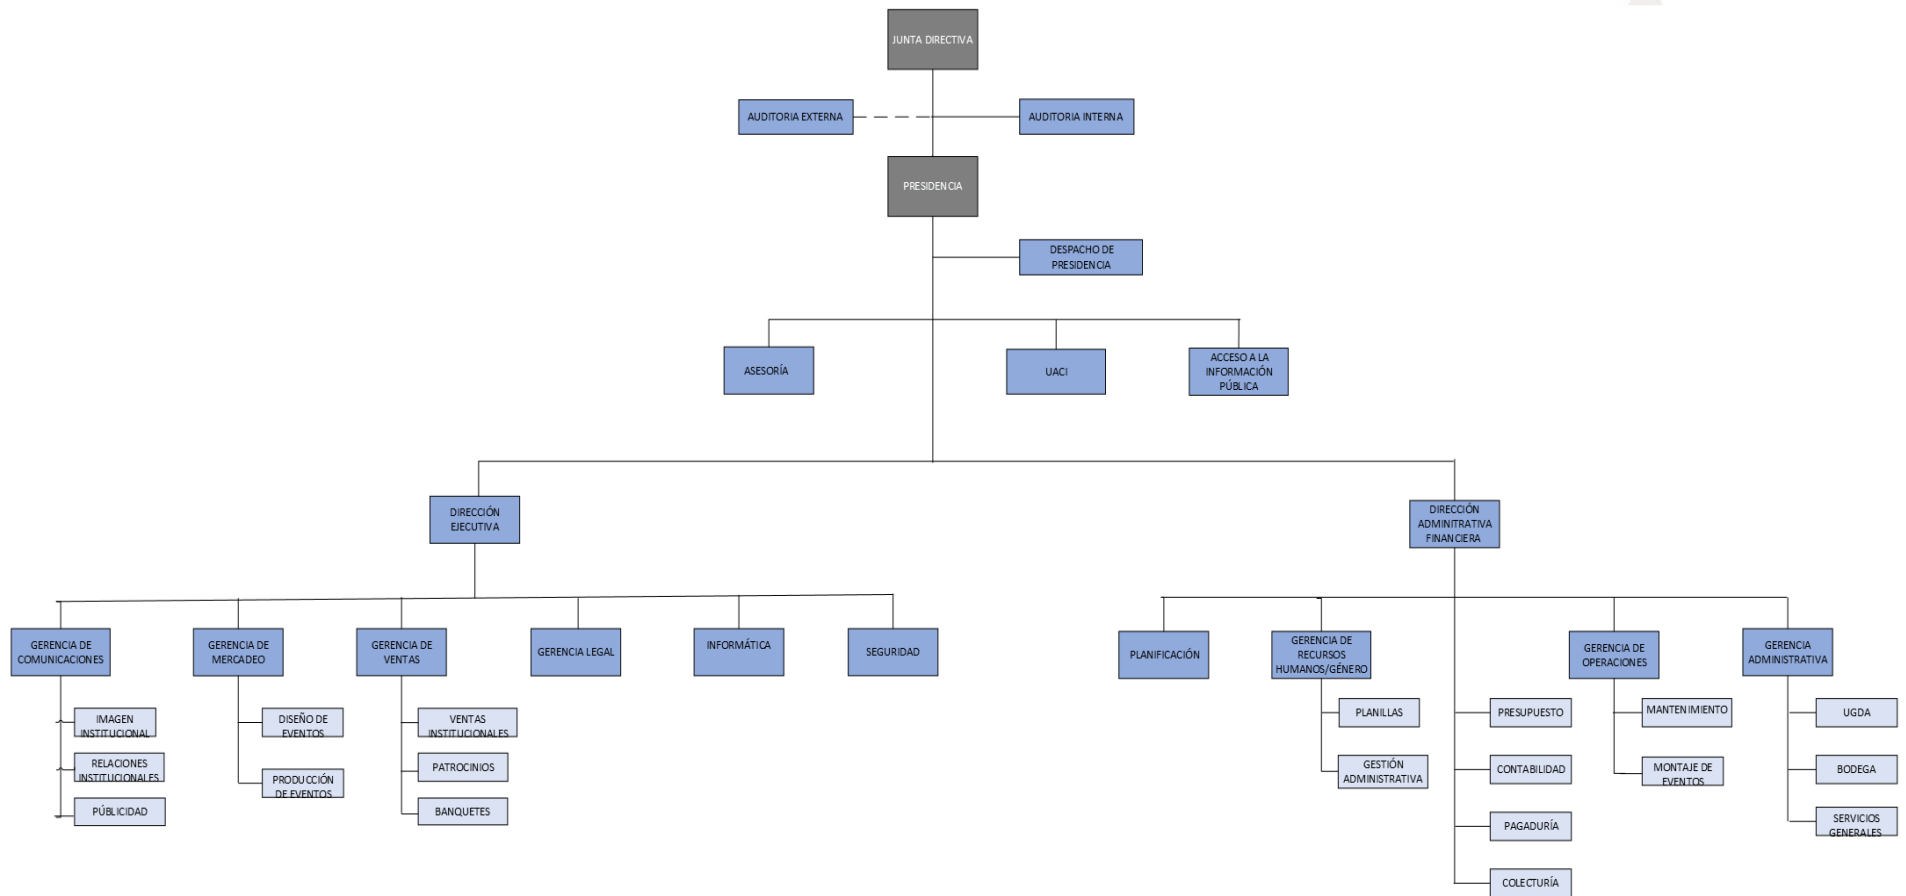 JUNTA DIRECTIVA
AUDITORIA EXTERNA
AUDITORIA INTERNA
PRESIDENCIA
DESPACHO DE
PRESIDENCIA
ASESORÍA
UACI
ACCESO A LA
INFORMACIÓN
PÚBLICA
DIRECCIÓN
EJECUTIVA
DIRECCIÓN
ADMINITRATIVA
FINANCIERA
GERENCIA DE
COMUNICACIONES
GERENCIA DE
MERCADEO
GERENCIA DE
VENTAS
GERENCIA LEGAL
INFORMÁTICA
SEGURIDAD
PLANIFICACIÓN
GERENCIA DE
RECURSOS
HUMANOS/GÉNERO
GERENCIA DE
OPERACIONES
GERENCIA
ADMINISTRATIVA
IMAGEN
INSTITUCIONAL
RELACIONES
INSTITUCIONALES
PÚBLICIDAD
DISEÑO DE
EVENTOS
PRODUCCIÓN
DE EVENTOS
VENTAS
INSTITUCIONALES
PATROCINIOS
BANQUETES
PLANILLAS
GESTIÓN
ADMINISTRATIVA
PRESUPUESTO
CONTABILIDAD
PAGADURÍA
COLECTURÍA
MANTENIMIENTO
MONTAJE DE
EVENTOS
UGDA
BODEGA
SERVICIOS
GENERALES